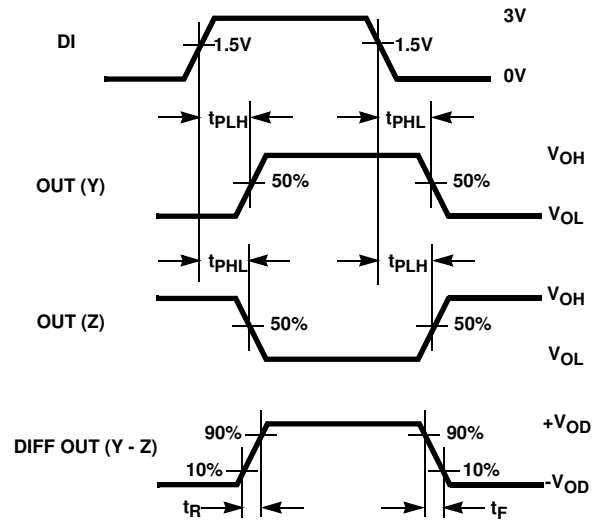 3V
DI
1.5V
1.5V
0V
tPLH
tPHL
VOH
OUT (Y)
50%
50%
VOL
tPHL
tPLH
VOH
OUT (Z)
50%
50%
VOL
+VOD
DIFF OUT (Y - Z)
90%
90%
10%
10%
-VOD
tR
tF